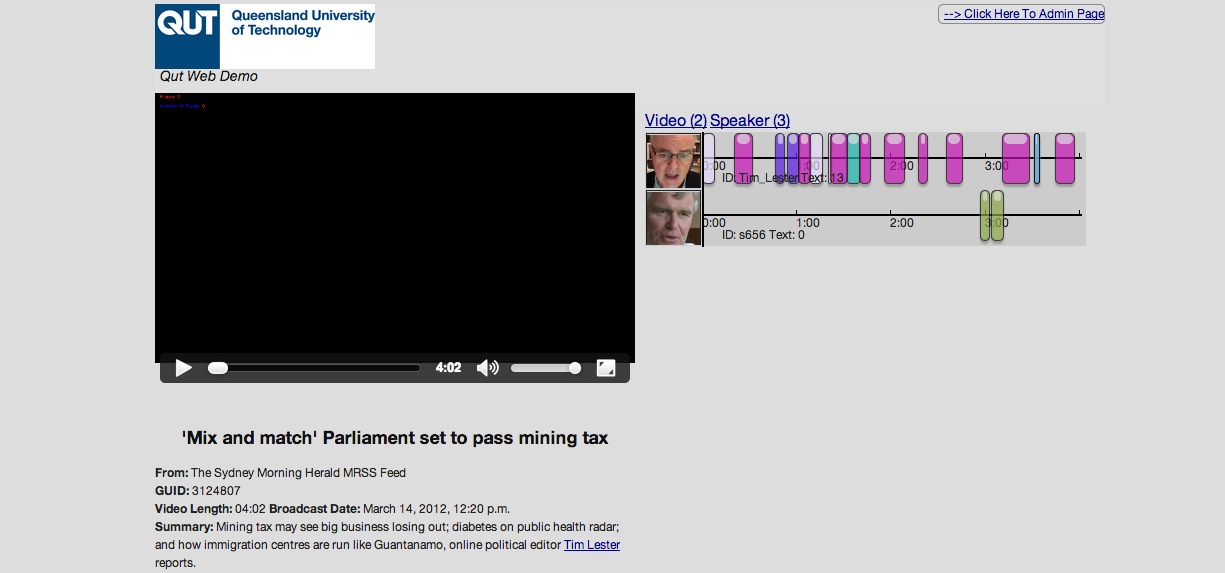 QUT Queensland University
of Technology
--> Click Here To Admin Page
Qut Web Demo
Video (2) Speaker (3)
0:00 1:00 2:00 3:00
ID: Tim_Lester Text: 13
0:00 1:00 2:00 3:00
ID: s656 Text: 0
4:02
'Mix and match' Parliament set to pass mining tax
From: The Sydney Morning Herald MRSS Feed
GUID: 3124807
Video Length: 04:02 Broadcast Date: March 14, 2012, 12:20 p.m.
Summary: Mining tax may see big business losing out; diabetes on public health radar;
and how immigration centres are run like Guantanamo, online political editor Tim Lester
reports.